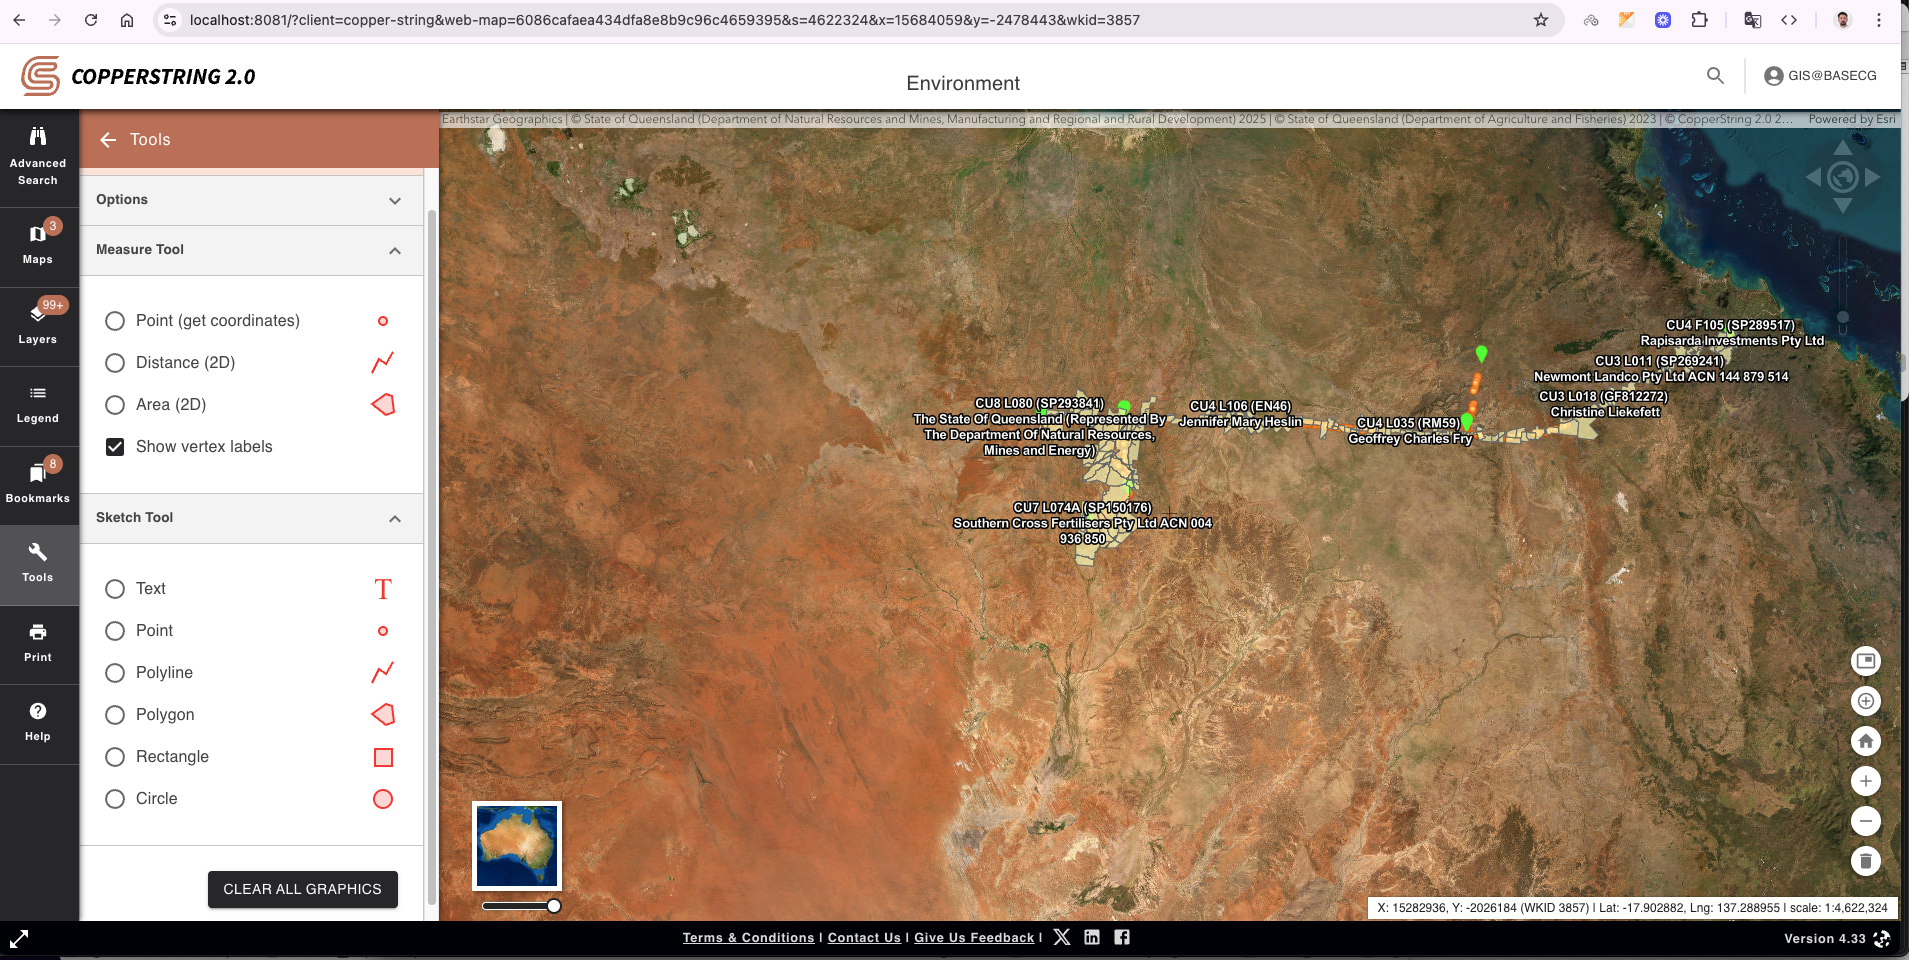 localhost:8081/?client=copper-string&web-map=6086cafaea434dfa8e8b9c96c4659395&s=4622324&x=15684059&y=-2478443&wkid=3857
COPPERSTRING 2.0
Environment
GIS@BASECG
Advanced
Search
3
Maps
99+
Layers
Legend
8
Bookmarks
Tools
Print
Help
Tools
Options
Measure Tool
Point (get coordinates)
Distance (2D)
Area (2D)
Show vertex labels
Sketch Tool
Text
T
Point
Polyline
Polygon
Rectangle
Circle
CLEAR ALL GRAPHICS
Earthstar Geographics | © State of Queensland (Department of Natural Resources and Mines, Manufacturing and Regional and Rural Development) 2025 | © State of Queensland (Department of Agriculture and Fisheries) 2023 | © CopperString 2.0 2...
Powered by Esri
CU4 F105 (SP289517)
Rapisarda Investments Pty Ltd
CU3 L011 (SP269241)
Newmont Landco Pty Ltd ACN 144 879 514
CU3 L018 (GF812272)
Christine Liekefett
CU8 L080 (SP293841)
The State Of Queensland (Represented By
The Department Of Natural Resources,
Mines and Energy)
CU4 L106 (EN46)
Jennifer Mary Heslin
CU4 L035 (RM59)
Geoffrey Charles Fry
CU7 L074A (SP150176)
Southern Cross Fertilisers Pty Ltd ACN 004
936 850
X: 15282936, Y: -2026184 (WKID 3857) | Lat: -17.902882, Lng: 137.288955 | scale: 1:4,622,324
Terms & Conditions | Contact Us | Give Us Feedback |
Version 4.33